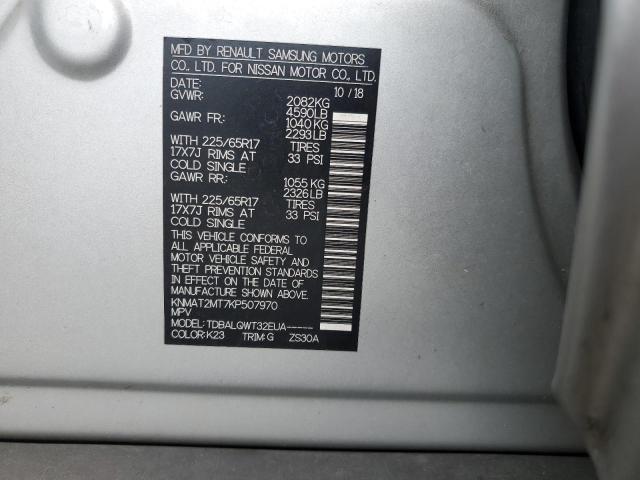 MFD BY RENAULT SAMSUNG MOTORS
CO., LTD. FOR NISSAN MOTOR CO., LTD.
DATE: 10 / 18
GVWR: 2082KG
4590LB
GAWR FR: 1040KG
2293LB
WITH 225/65R17 TIRES
17X7J RIMS AT 33 PSI
COLD SINGLE
GAWR RR: 1055KG
2326LB
WITH 225/65R17 TIRES
17X7J RIMS AT 33 PSI
COLD SINGLE
THIS VEHICLE CONFORMS TO
ALL APPLICABLE FEDERAL
MOTOR VEHICLE SAFETY AND
THEFT PREVENTION STANDARDS
IN EFFECT ON THE DATE OF
MANUFACTURE SHOWN ABOVE.
KNMAT2MT7KP507970
MPV
MODEL: TDBALQWT32EUA-----
COLOR: K23 TRIM: G ZS30A